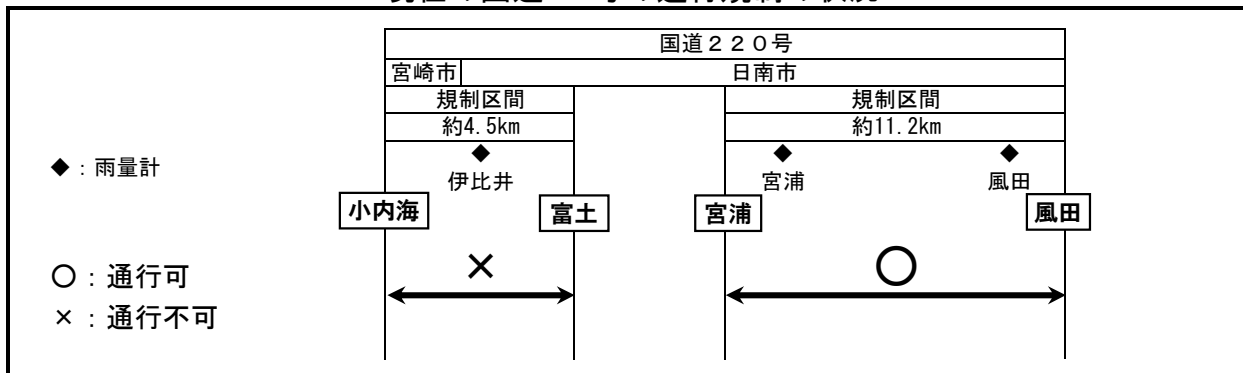 国道２２０号
宮崎市 日南市
規制区間 規制区間
約4.5km 約11.2km
◆：雨量計
◆ ◆ ◆
伊比井 宮浦 風田
小内海 富土 宮浦 風田
× ○
○：通行可
×：通行不可